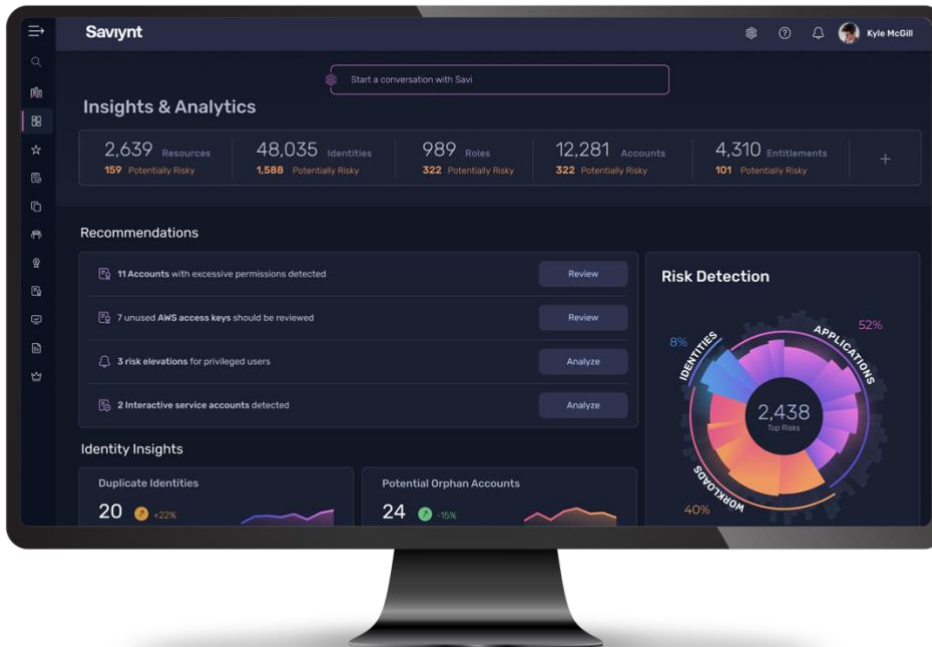 Saviynt
Kyle McGill
Start a conversation with Savi
Insights & Analytics
2,639 Resources
159 Potentially Risky
48,035 Identities
1,588 Potentially Risky
989 Roles
322 Potentially Risky
12,281 Accounts
322 Potentially Risky
4,310 Entitlements
101 Potentially Risky
+
Recommendations
11 Accounts with excessive permissions detected
Review
7 unused AWS access keys should be reviewed
Review
3 risk elevations for privileged users
Analyze
2 Interactive service accounts detected
Analyze
Risk Detection
8%
IDENTITIES
52%
APPLICATIONS
2,438
Top Risks
WORKLOADS
40%
Identity Insights
Duplicate Identities
20 +22%
Potential Orphan Accounts
24 -15%